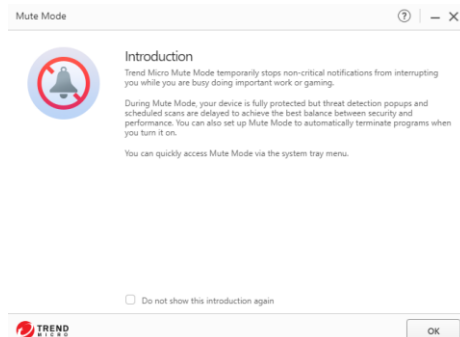 Mute Mode
?
Introduction
Trend Micro Mute Mode temporarily stops non-critical notifications from interrupting
you while you are busy doing important work or gaming.
During Mute Mode, your device is fully protected but threat detection popups and
scheduled scans are delayed to achieve the best balance between security and
performance. You can also set up Mute Mode to automatically terminate programs when
you turn it on.
You can quickly access Mute Mode via the system tray menu.
Do not show this introduction again
TREND
MICRO
OK